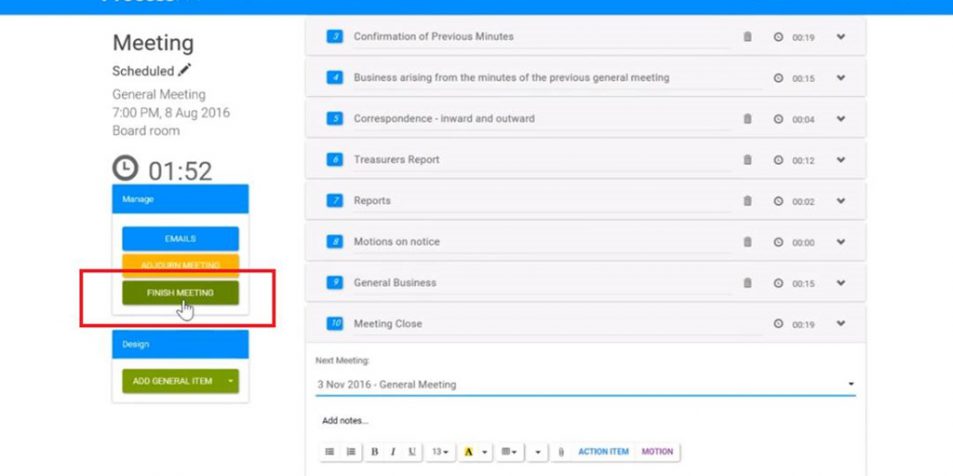 Meeting
Scheduled
General Meeting
7:00 PM, 8 Aug 2016
Board room
01:52
Manage
EMAILS
ADJOURN MEETING
FINISH MEETING
Design
ADD GENERAL ITEM
3 Confirmation of Previous Minutes 00:19
4 Business arising from the minutes of the previous general meeting 00:15
5 Correspondence - inward and outward 00:04
6 Treasurers Report 00:12
7 Reports 00:02
8 Motions on notice 00:00
9 General Business 00:15
10 Meeting Close 00:19
Next Meeting:
3 Nov 2016 - General Meeting
Add notes...
B I U 13 A ACTION ITEM MOTION